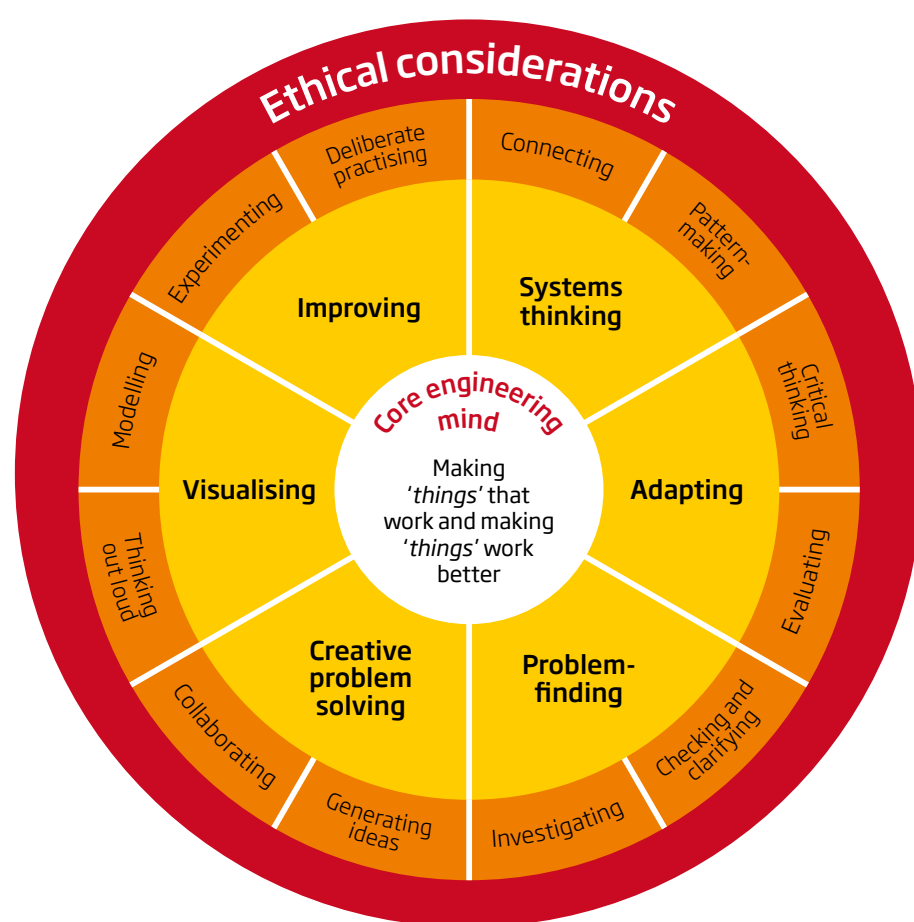 Ethical considerations
Deliberate
practising
Connecting
Experimenting
Pattern-
making
Improving
Systems
thinking
Modelling
Critical
thinking
Core engineering
mind
Making
‘things’ that
work and making
‘things’ work
better
Visualising
Adapting
Thinking
out loud
Evaluating
Creative
problem
solving
Problem-
finding
Collaborating
Checking and
clarifying
Generating
ideas
Investigating